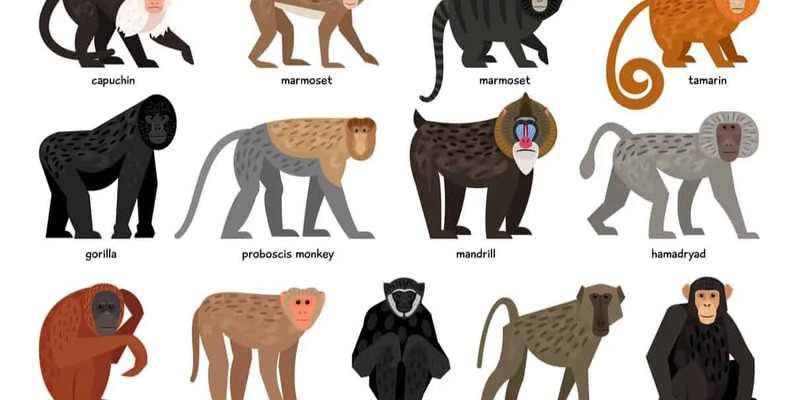 capuchin
marmoset
marmoset
tamarin
gorilla
proboscis monkey
mandrill
hamadryad